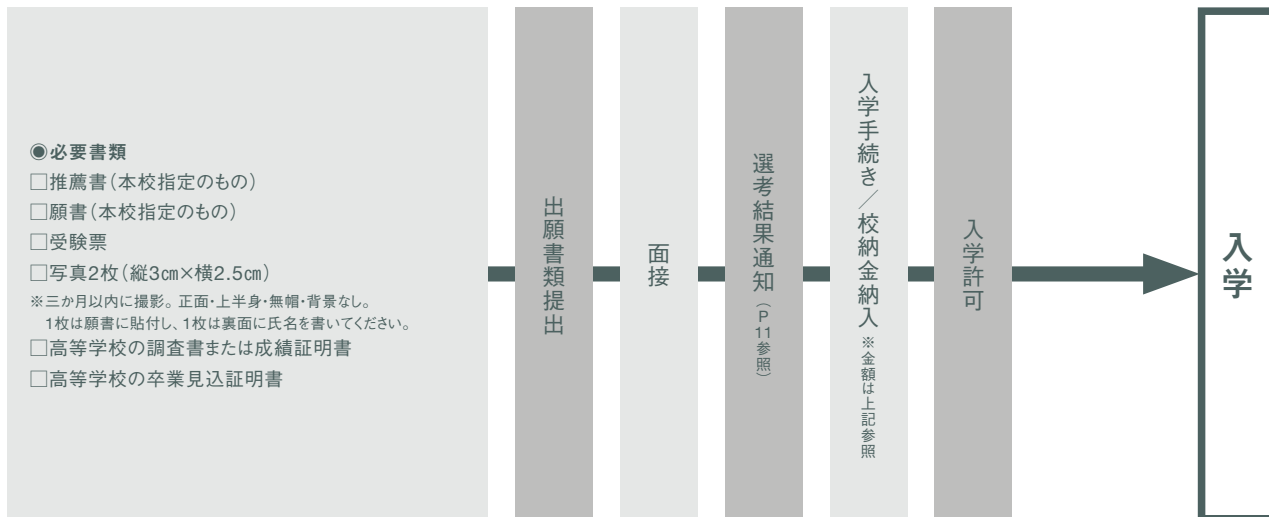 ◉必要書類
□推薦書（本校指定のもの）
□願書（本校指定のもの）
□受験票
□写真2枚（縦3㎝×横2.5㎝）
※三か月以内に撮影。正面・上半身・無帽・背景なし。
1枚は願書に貼付し、1枚は裏面に氏名を書いてください。
□高等学校の調査書または成績証明書
□高等学校の卒業見込証明書
出願書類提出
面接
選考結果通知（P11参照）
入学手続き／校納金納入 ※金額は上記参照
入学許可
入学